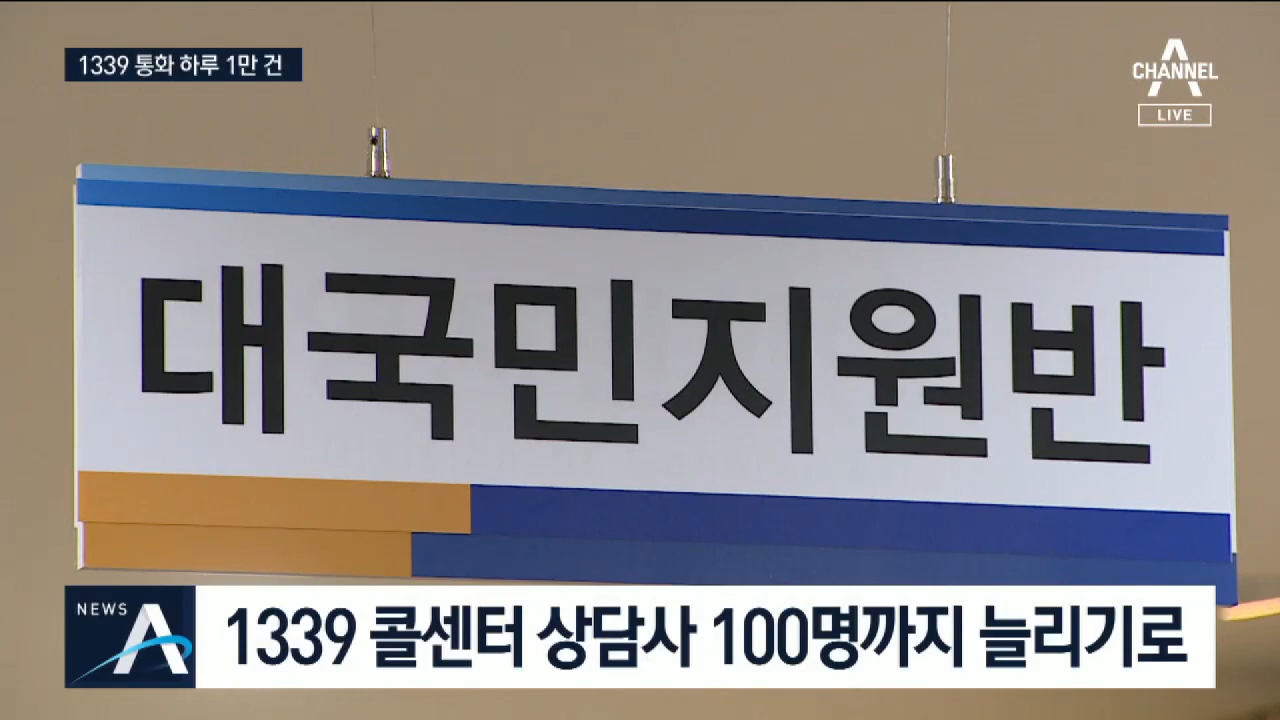 1339 통화 하루 1만 건
CHANNEL A
LIVE
대국민지원반
NEWS A
1339 콜센터 상담사 100명까지 늘리기로